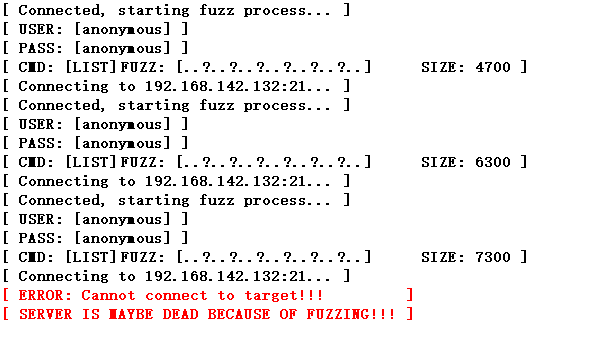 [ Connected, starting fuzz process... ]
[ USER: [anonymous] ]
[ PASS: [anonymous] ]
[ CMD: [LIST]FUZZ: [..?..?..?..?..?..?..]      SIZE: 4700 ]
[ Connecting to 192.168.142.132:21... ]
[ Connected, starting fuzz process... ]
[ USER: [anonymous] ]
[ PASS: [anonymous] ]
[ CMD: [LIST]FUZZ: [..?..?..?..?..?..?..]      SIZE: 6300 ]
[ Connecting to 192.168.142.132:21... ]
[ Connected, starting fuzz process... ]
[ USER: [anonymous] ]
[ PASS: [anonymous] ]
[ CMD: [LIST]FUZZ: [..?..?..?..?..?..?..]      SIZE: 7300 ]
[ Connecting to 192.168.142.132:21... ]
[ ERROR: Cannot connect to target!!!         ]
[ SERVER IS MAYBE DEAD BECAUSE OF FUZZING!!! ]